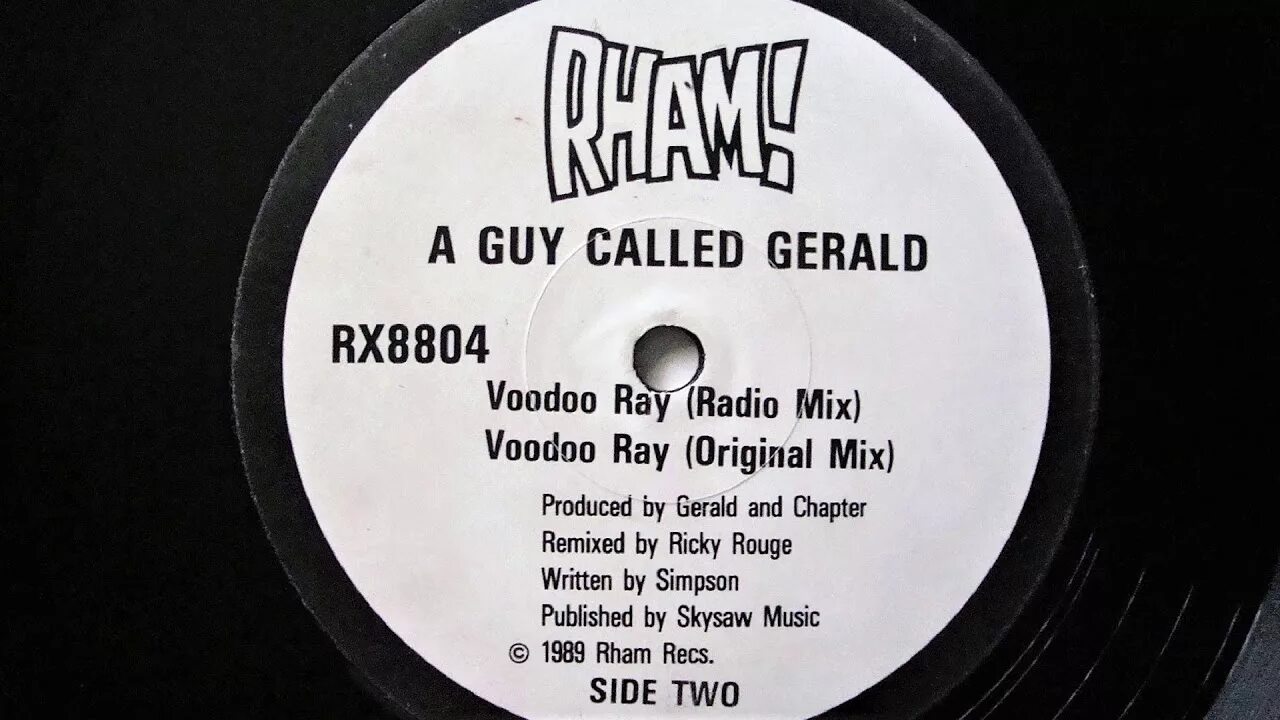 RHAM!
A GUY CALLED GERALD
RX8804
Voodoo Ray (Radio Mix)
Voodoo Ray (Original Mix)
Produced by Gerald and Chapter
Remixed by Ricky Rouge
Written by Simpson
Published by Skysaw Music
© 1989 Rham Recs.
SIDE TWO